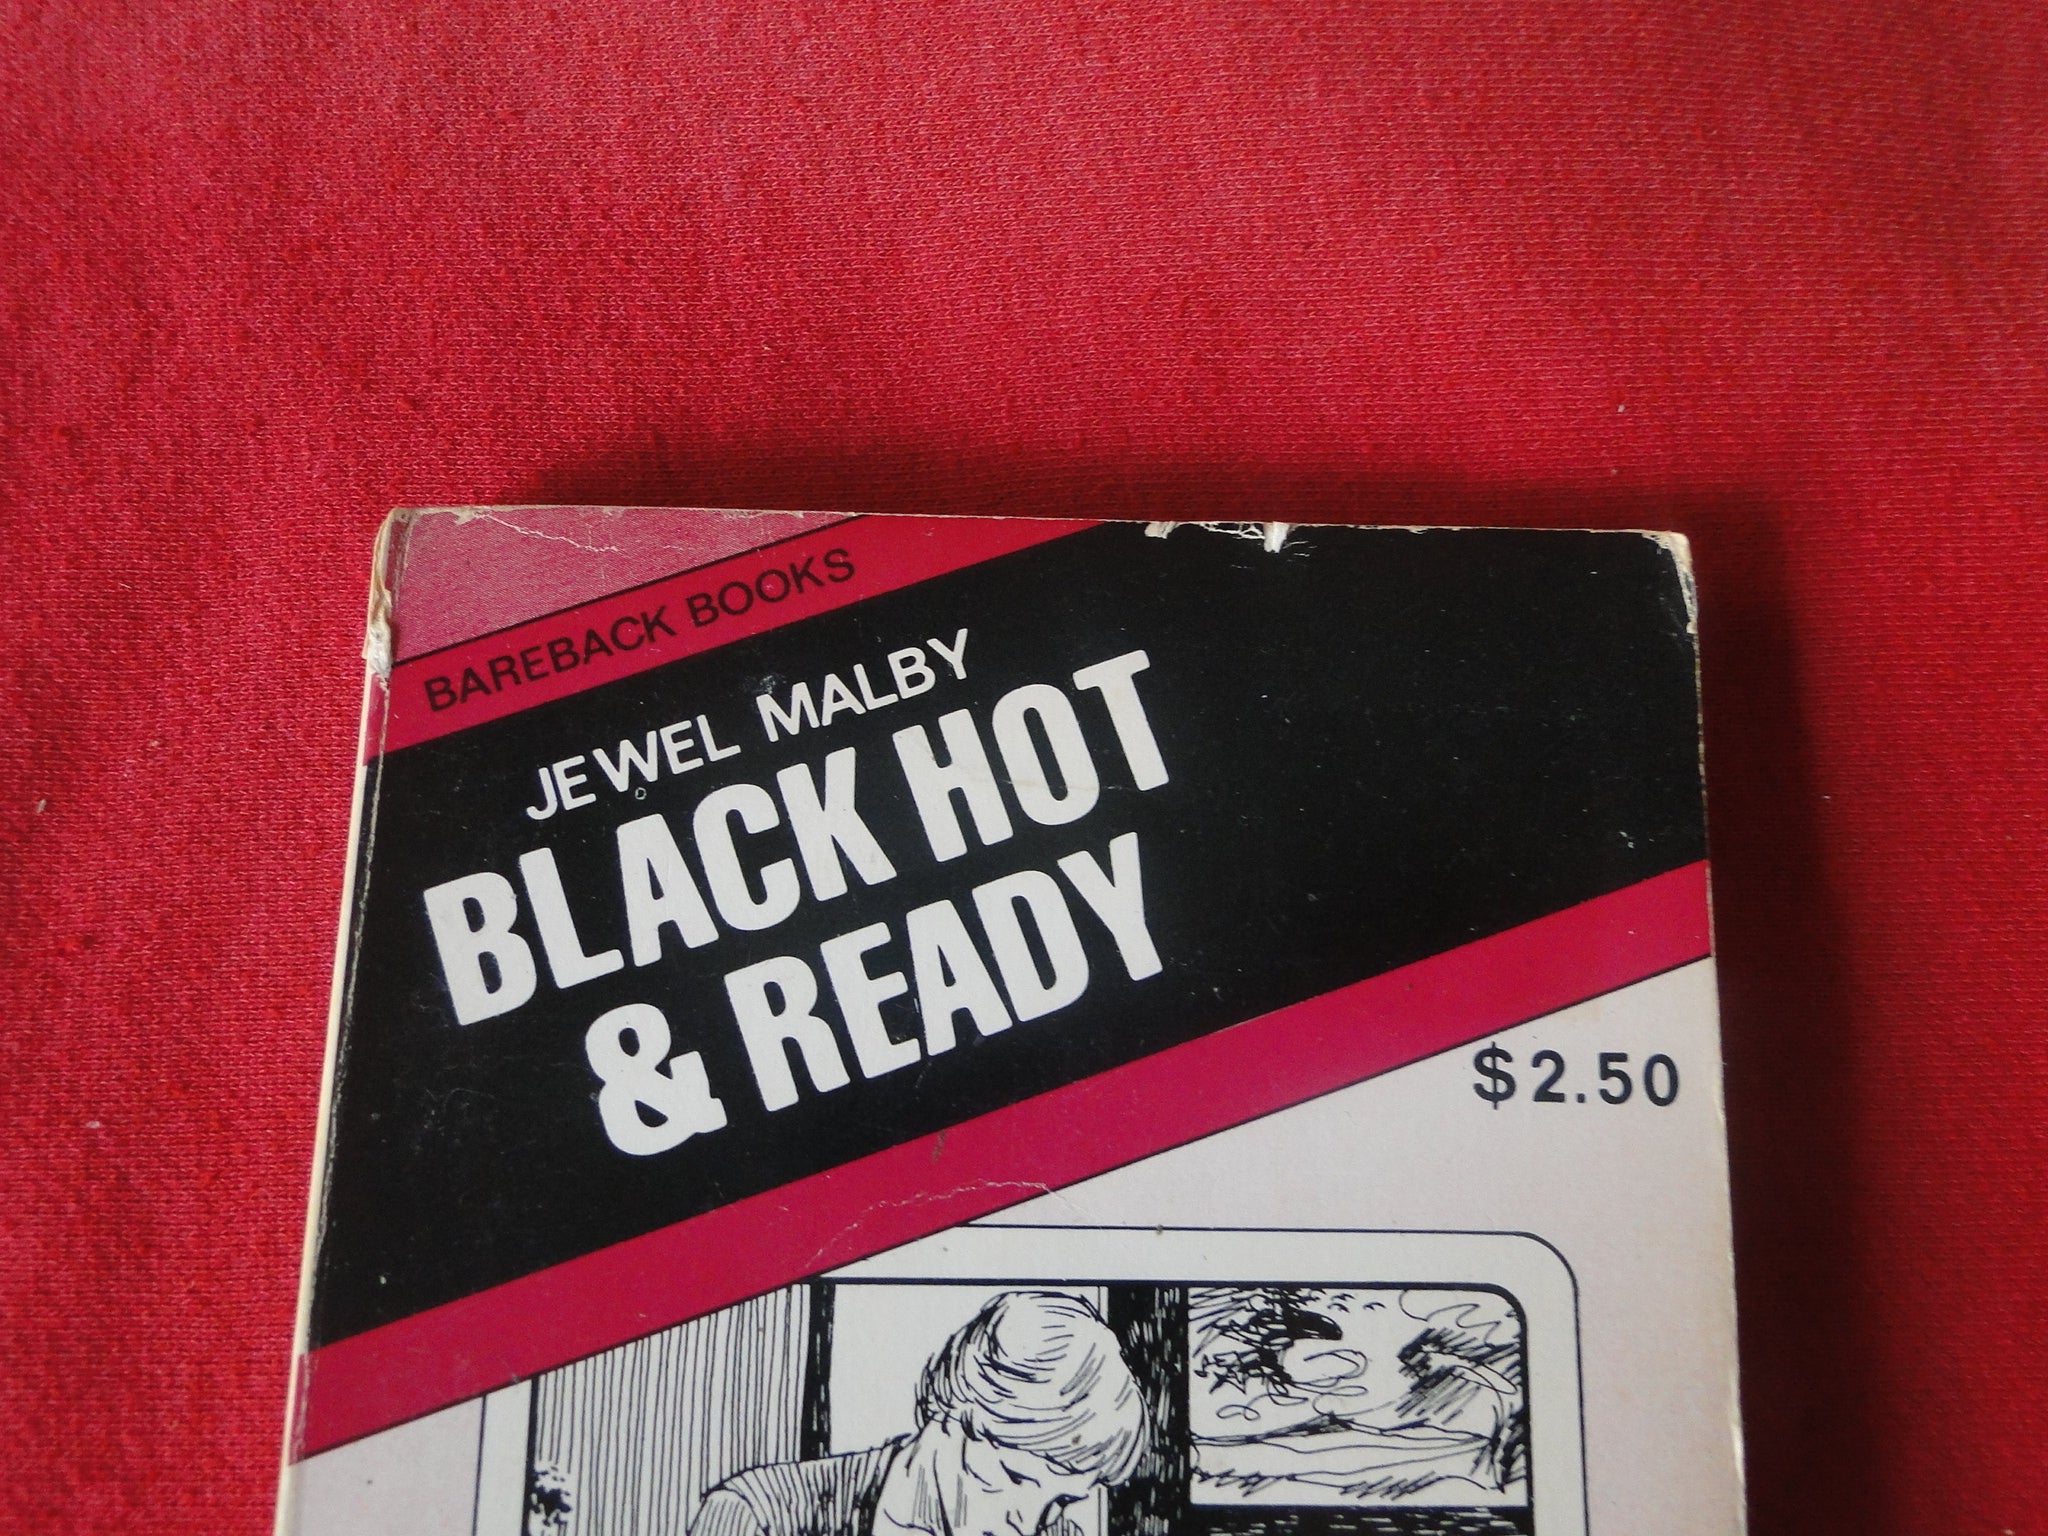 BAREBACK BOOKS
JEWEL MALBY
BLACK HOT
& READY
$2.50